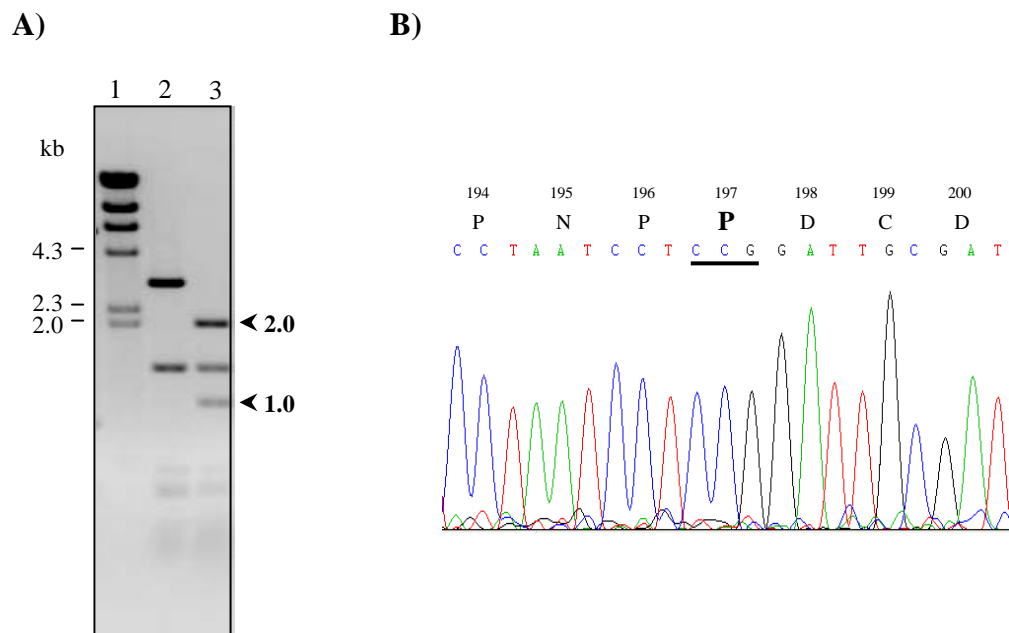 A)
B)
1 2 3
kb
4.3
2.3
2.0
2.0
1.0
194 195 196 197 198 199 200
P N P P D C D
C C T A A T C C T C C G G A T T G C G A T